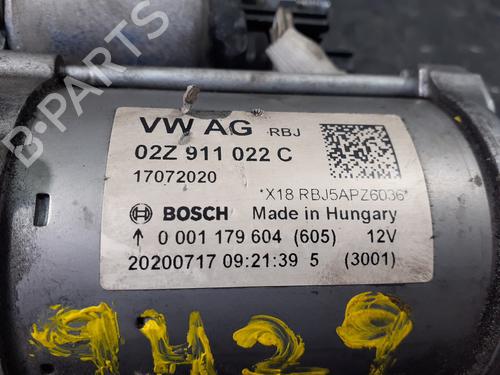 VW AG RBJ
02Z 911 022 C
17072020
*X18 RBJ5APZ6036*
BOSCH Made in Hungary
↑ 0 001 179 604 (605) 12V
20200717 09:21:39 5 (3001)
9429